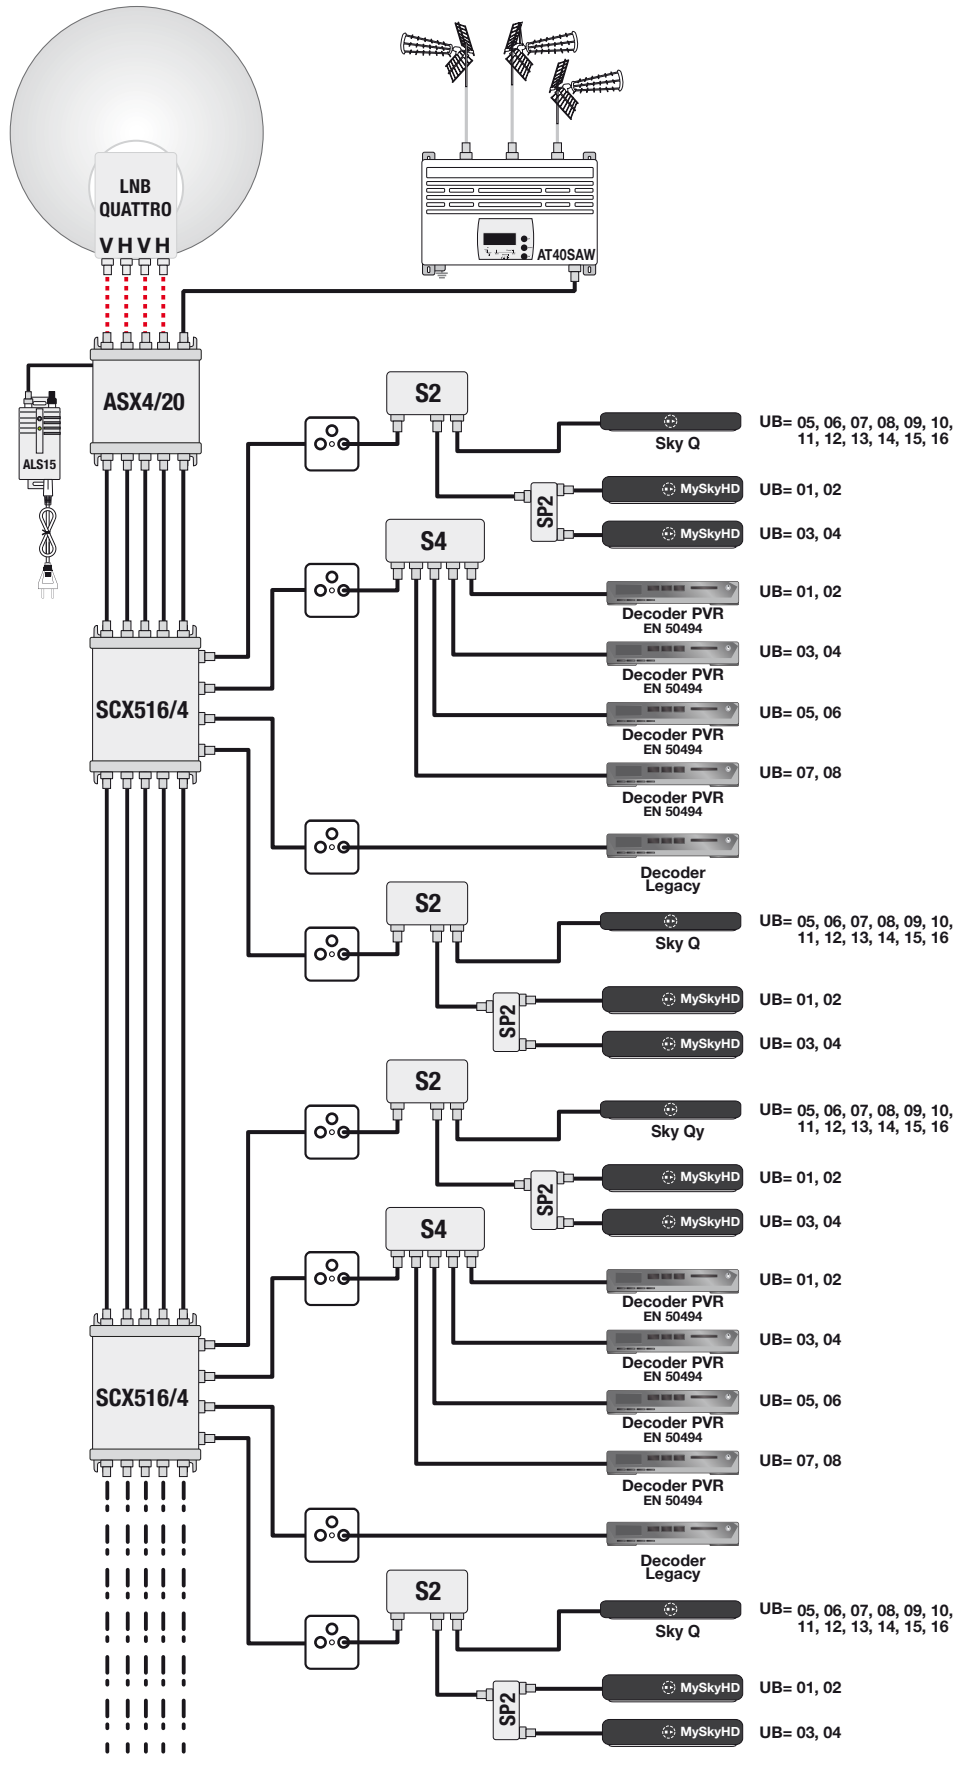 LNB
QUATTRO
V H V H
AT40SAW
ASX4/20
ALS15
S2
Sky Q
UB= 05, 06, 07, 08, 09, 10,
11, 12, 13, 14, 15, 16
SP2
MySkyHD
UB= 01, 02
MySkyHD
UB= 03, 04
S4
Decoder PVR
EN 50494
UB= 01, 02
SCX516/4
Decoder PVR
EN 50494
UB= 03, 04
Decoder PVR
EN 50494
UB= 05, 06
Decoder PVR
EN 50494
UB= 07, 08
Decoder
Legacy
S2
Sky Q
UB= 05, 06, 07, 08, 09, 10,
11, 12, 13, 14, 15, 16
SP2
MySkyHD
UB= 01, 02
MySkyHD
UB= 03, 04
S2
Sky Qy
UB= 05, 06, 07, 08, 09, 10,
11, 12, 13, 14, 15, 16
SP2
MySkyHD
UB= 01, 02
MySkyHD
UB= 03, 04
S4
Decoder PVR
EN 50494
UB= 01, 02
SCX516/4
Decoder PVR
EN 50494
UB= 03, 04
Decoder PVR
EN 50494
UB= 05, 06
Decoder PVR
EN 50494
UB= 07, 08
Decoder
Legacy
S2
Sky Q
UB= 05, 06, 07, 08, 09, 10,
11, 12, 13, 14, 15, 16
SP2
MySkyHD
UB= 01, 02
MySkyHD
UB= 03, 04